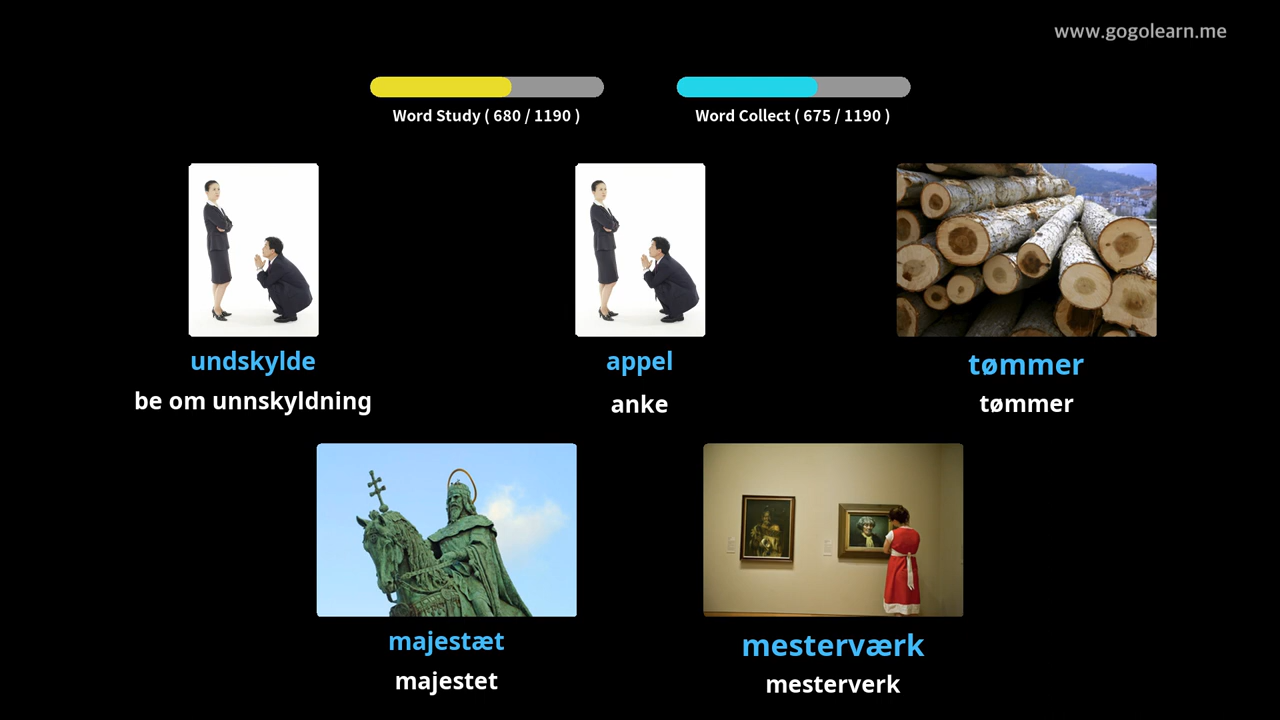 www.gogolearn.me
Word Study ( 680 / 1190 )
Word Collect ( 675 / 1190 )
undskylde
be om unnskyldning
appel
anke
tømmer
tømmer
majestæt
majestet
mesterværk
mesterverk